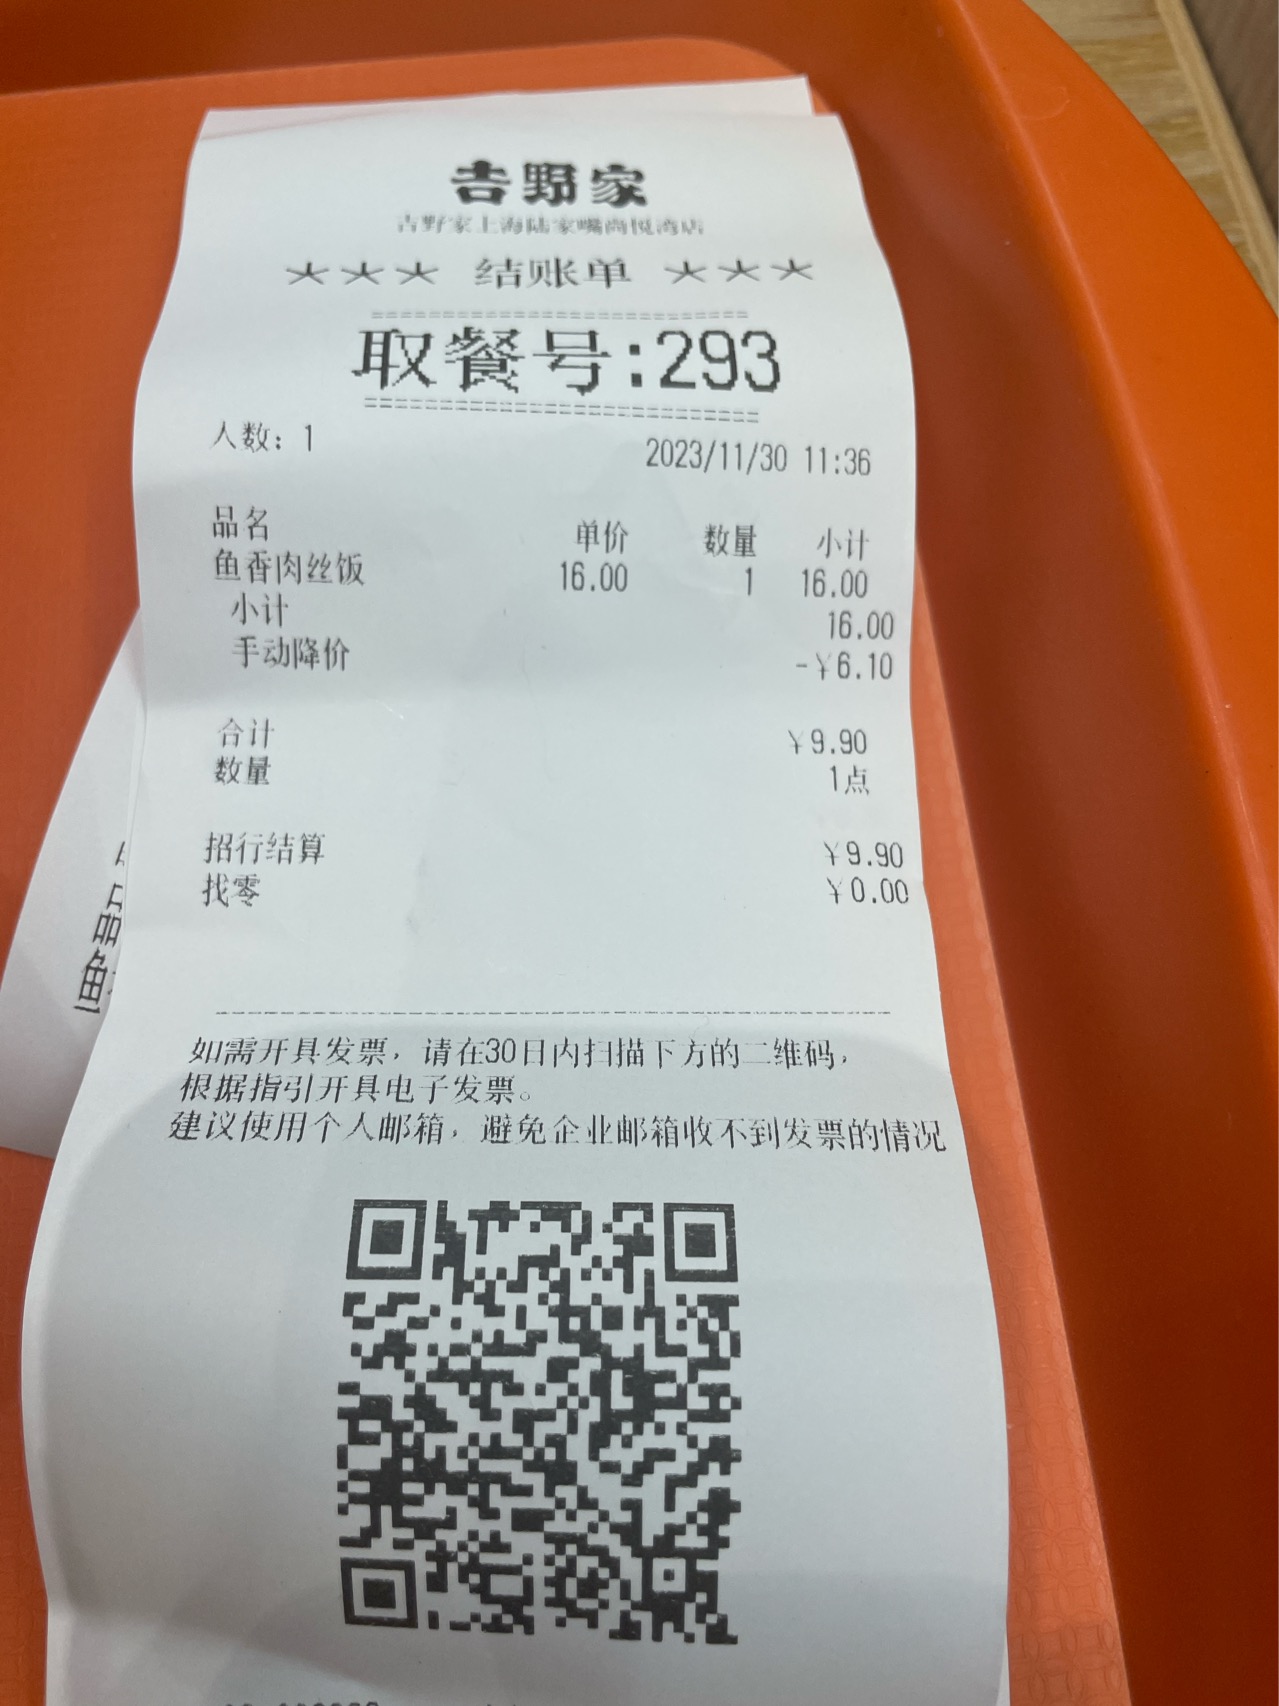 吉野家
吉野家上海陆家嘴尚悦湾店
*** 结账单 ***
==========================
取餐号:293
==========================
人数：1 2023/11/30 11:36
品名 单价 数量 小计
鱼香肉丝饭 16.00 1 16.00
小计 16.00
手动降价 -¥6.10
合计 ¥9.90
数量 1点
招行结算 ¥9.90
找零 ¥0.00
如需开具发票，请在30日内扫描下方的二维码，
根据指引开具电子发票。
建议使用个人邮箱，避免企业邮箱收不到发票的情况
品
鱼